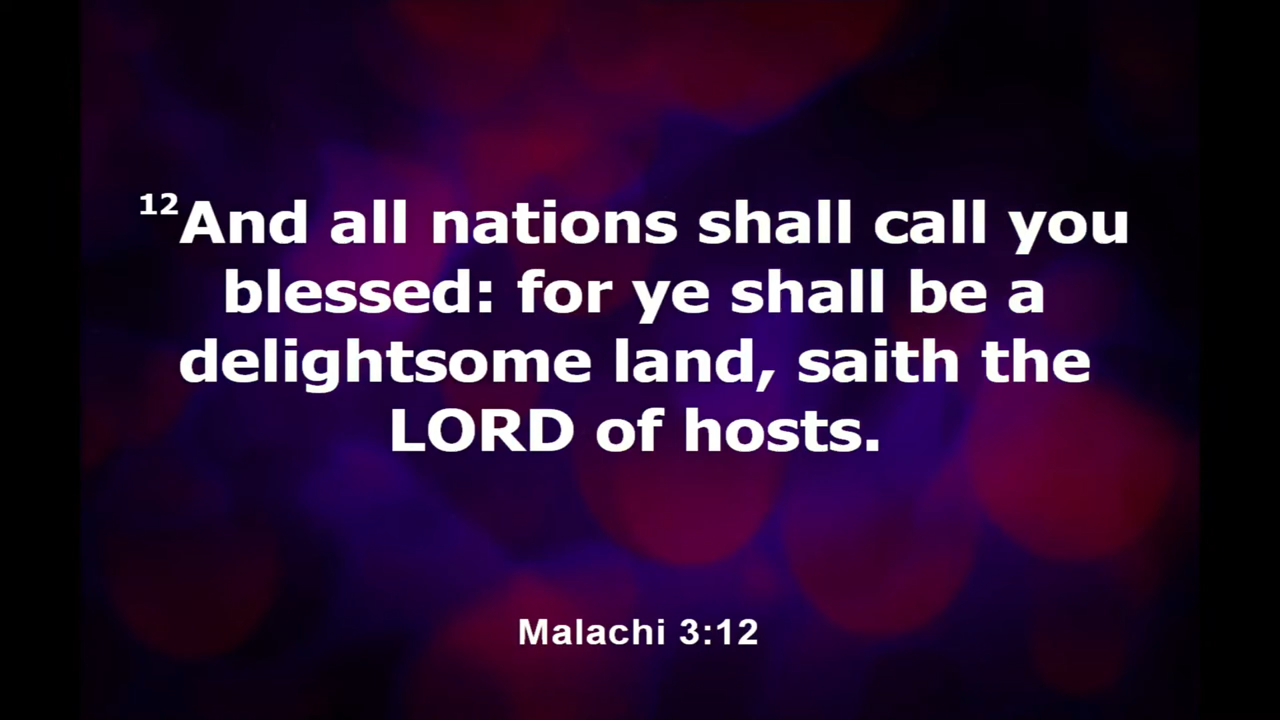 12And all nations shall call you
blessed: for ye shall be a
delightsome land, saith the
LORD of hosts.
Malachi 3:12